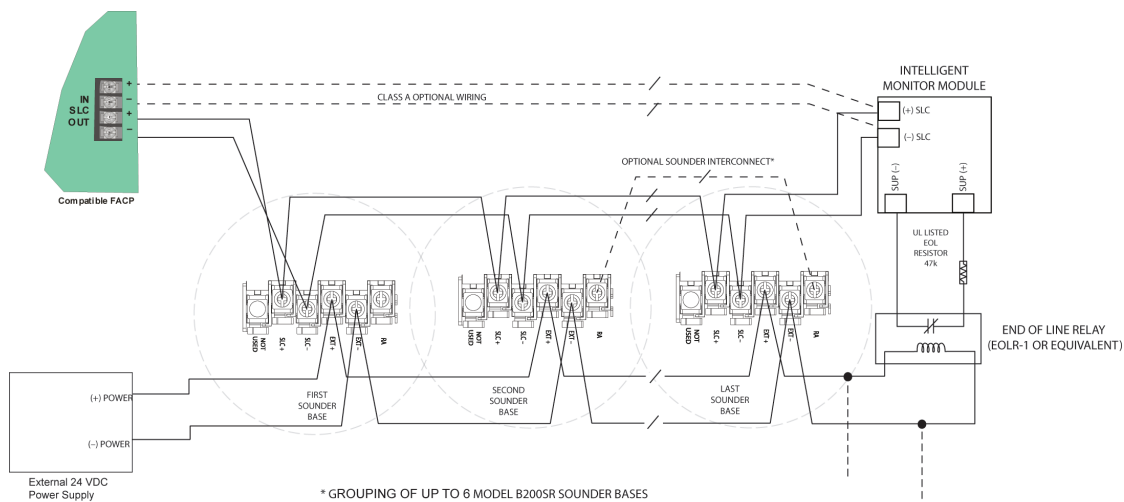 +
IN –
SLC +
OUT –
Compatible FACP
CLASS A OPTIONAL WIRING
INTELLIGENT
MONITOR MODULE
(+) SLC
(–) SLC
SUP (–)
SUP (+)
OPTIONAL SOUNDER INTERCONNECT*
UL LISTED
EOL
RESISTOR
47k
END OF LINE RELAY
(EOLR-1 OR EQUIVALENT)
NOT
USED
SLC +
SLC -
EXT +
EXT -
RA
NOT
USED
SLC +
SLC -
EXT +
EXT -
RA
NOT
USED
SLC +
SLC -
EXT +
EXT -
RA
FIRST
SOUNDER
BASE
SECOND
SOUNDER
BASE
LAST
SOUNDER
BASE
(+) POWER
(–) POWER
External 24 VDC
Power Supply
* GROUPING OF UP TO 6 MODEL B200SR SOUNDER BASES